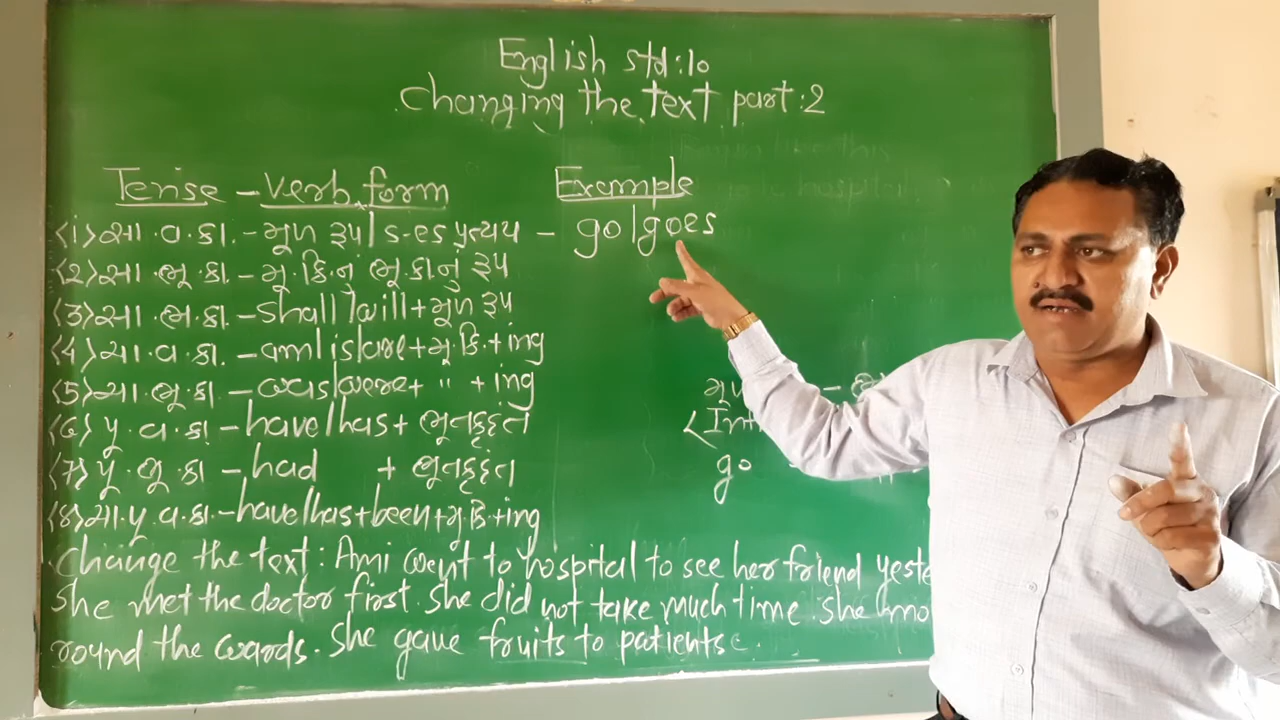 English std:10
Changing the text part:2
Tense - Verb form Example
<1> સા.વ.કા. - મૂળ રૂપ/s-es પ્રત્યય - go/goes
<2> સા.ભૂ.કા. - મૂ.ક્રિ.નું ભૂ.કાનું રૂપ
<3> સા.ભ.કા. - shall/will+મૂળ રૂપ
<4> ચા.વ.કા. - am/is/are+મૂ.ક્રિ.+ing
<5> ચા.ભૂ.કા. - was/were+ " +ing
<6> પૂ.વ.કા. - have/has+ ભૂતકૃદંત
<7> પૂ.ભૂ.કા. - had + ભૂતકૃદંત
<8> ચા.પૂ.વ.કા. - have/has+been+મૂ.ક્રિ.+ing
go
Change the text: Ami went to hospital to see her friend
She met the doctor first. She did not take much time. She
round the wards. She gave fruits to patients.